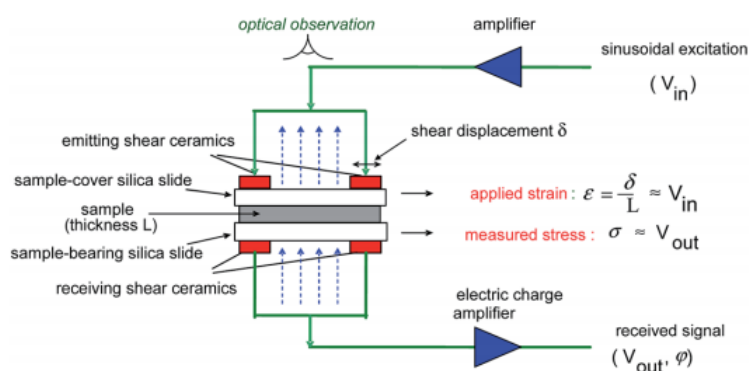 optical observation
amplifier
sinusoidal excitation
( V_in )
emitting shear ceramics
shear displacement δ
sample-cover silica slide
applied strain : ε = δ/L ≈ V_in
sample
(thickness L)
measured stress : σ ≈ V_out
sample-bearing silica slide
receiving shear ceramics
electric charge
amplifier
received signal
( V_out, φ )